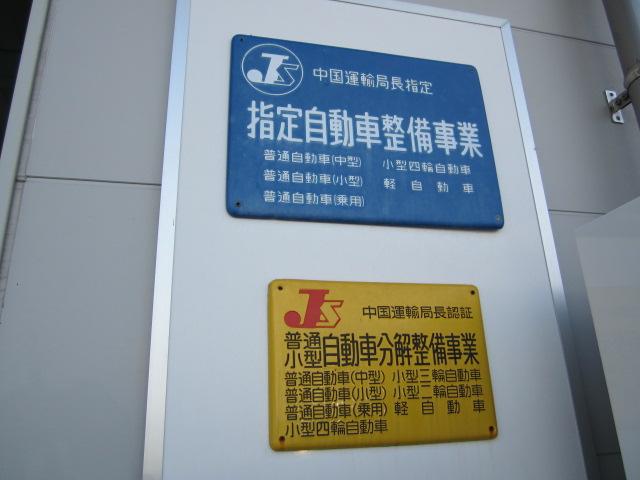 JS 中国運輸局長指定
指定自動車整備事業
普通自動車(中型) 小型四輪自動車
普通自動車(小型) 軽自動車
普通自動車(乗用)
JS 中国運輸局長認証
普通小型自動車分解整備事業
普通自動車(中型) 小型三輪自動車
普通自動車(小型) 小型二輪自動車
普通自動車(乗用) 軽自動車
小型四輪自動車